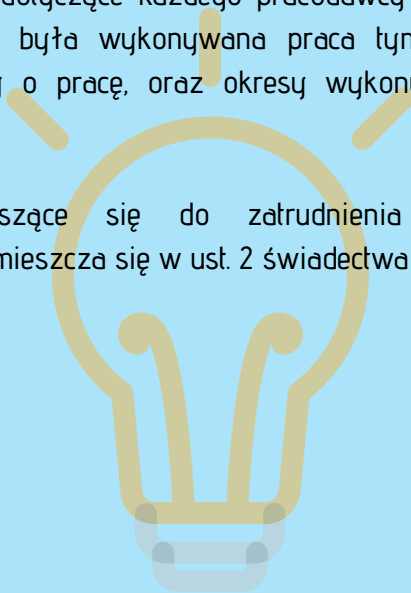 dotyczące każdego pracodawcy
była wykonywana praca tym
o pracę, oraz okresy wykonu
szące się do zatrudnienia
mieszcza się w ust. 2 świadectwa